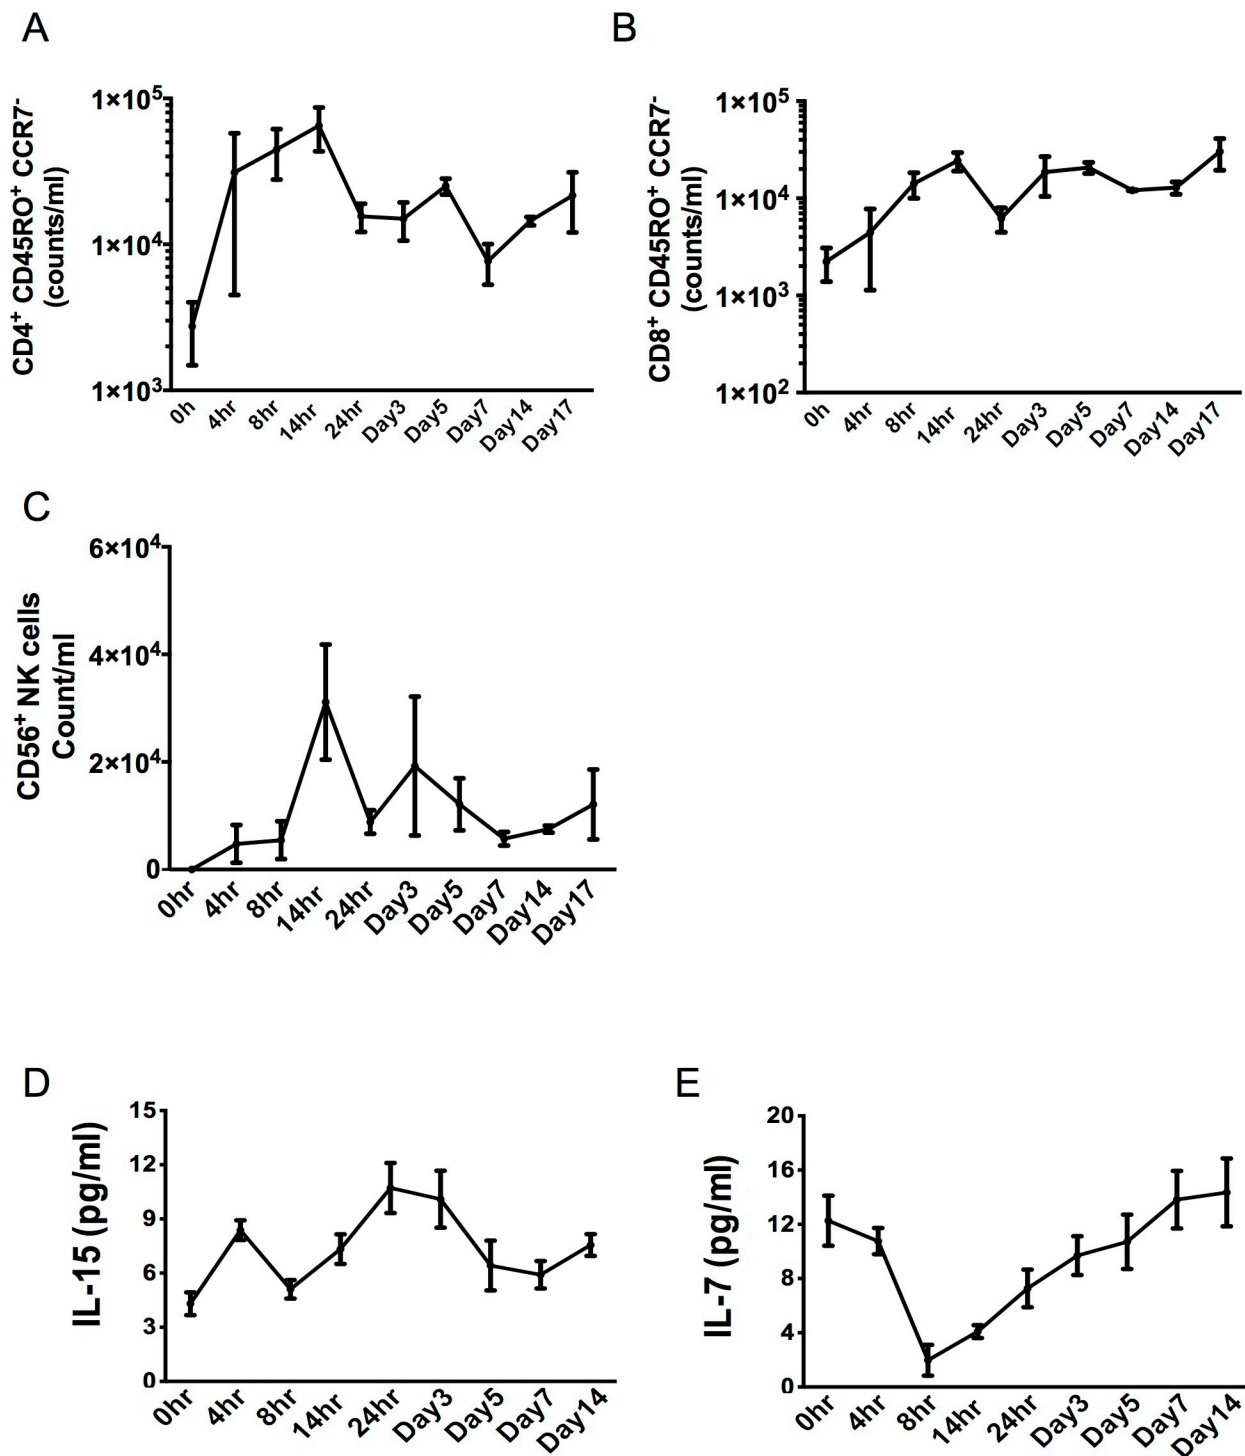 A
CD4⁺ CD45RO⁺ CCR7⁻
(counts/ml)
1×10⁵
1×10⁴
1×10³
0h 4hr 8hr 14hr 24hr Day3 Day5 Day7 Day14 Day17
B
CD8⁺ CD45RO⁺ CCR7⁻
(counts/ml)
1×10⁵
1×10⁴
1×10³
1×10²
0h 4hr 8hr 14hr 24hr Day3 Day5 Day7 Day14 Day17
C
CD56⁺ NK cells
Count/ml
6×10⁴
4×10⁴
2×10⁴
0
0hr 4hr 8hr 14hr 24hr Day3 Day5 Day7 Day14 Day17
D
IL-15 (pg/ml)
15
12
9
6
3
0
0hr 4hr 8hr 14hr 24hr Day3 Day5 Day7 Day14
E
IL-7 (pg/ml)
20
16
12
8
4
0
0hr 4hr 8hr 14hr 24hr Day3 Day5 Day7 Day14